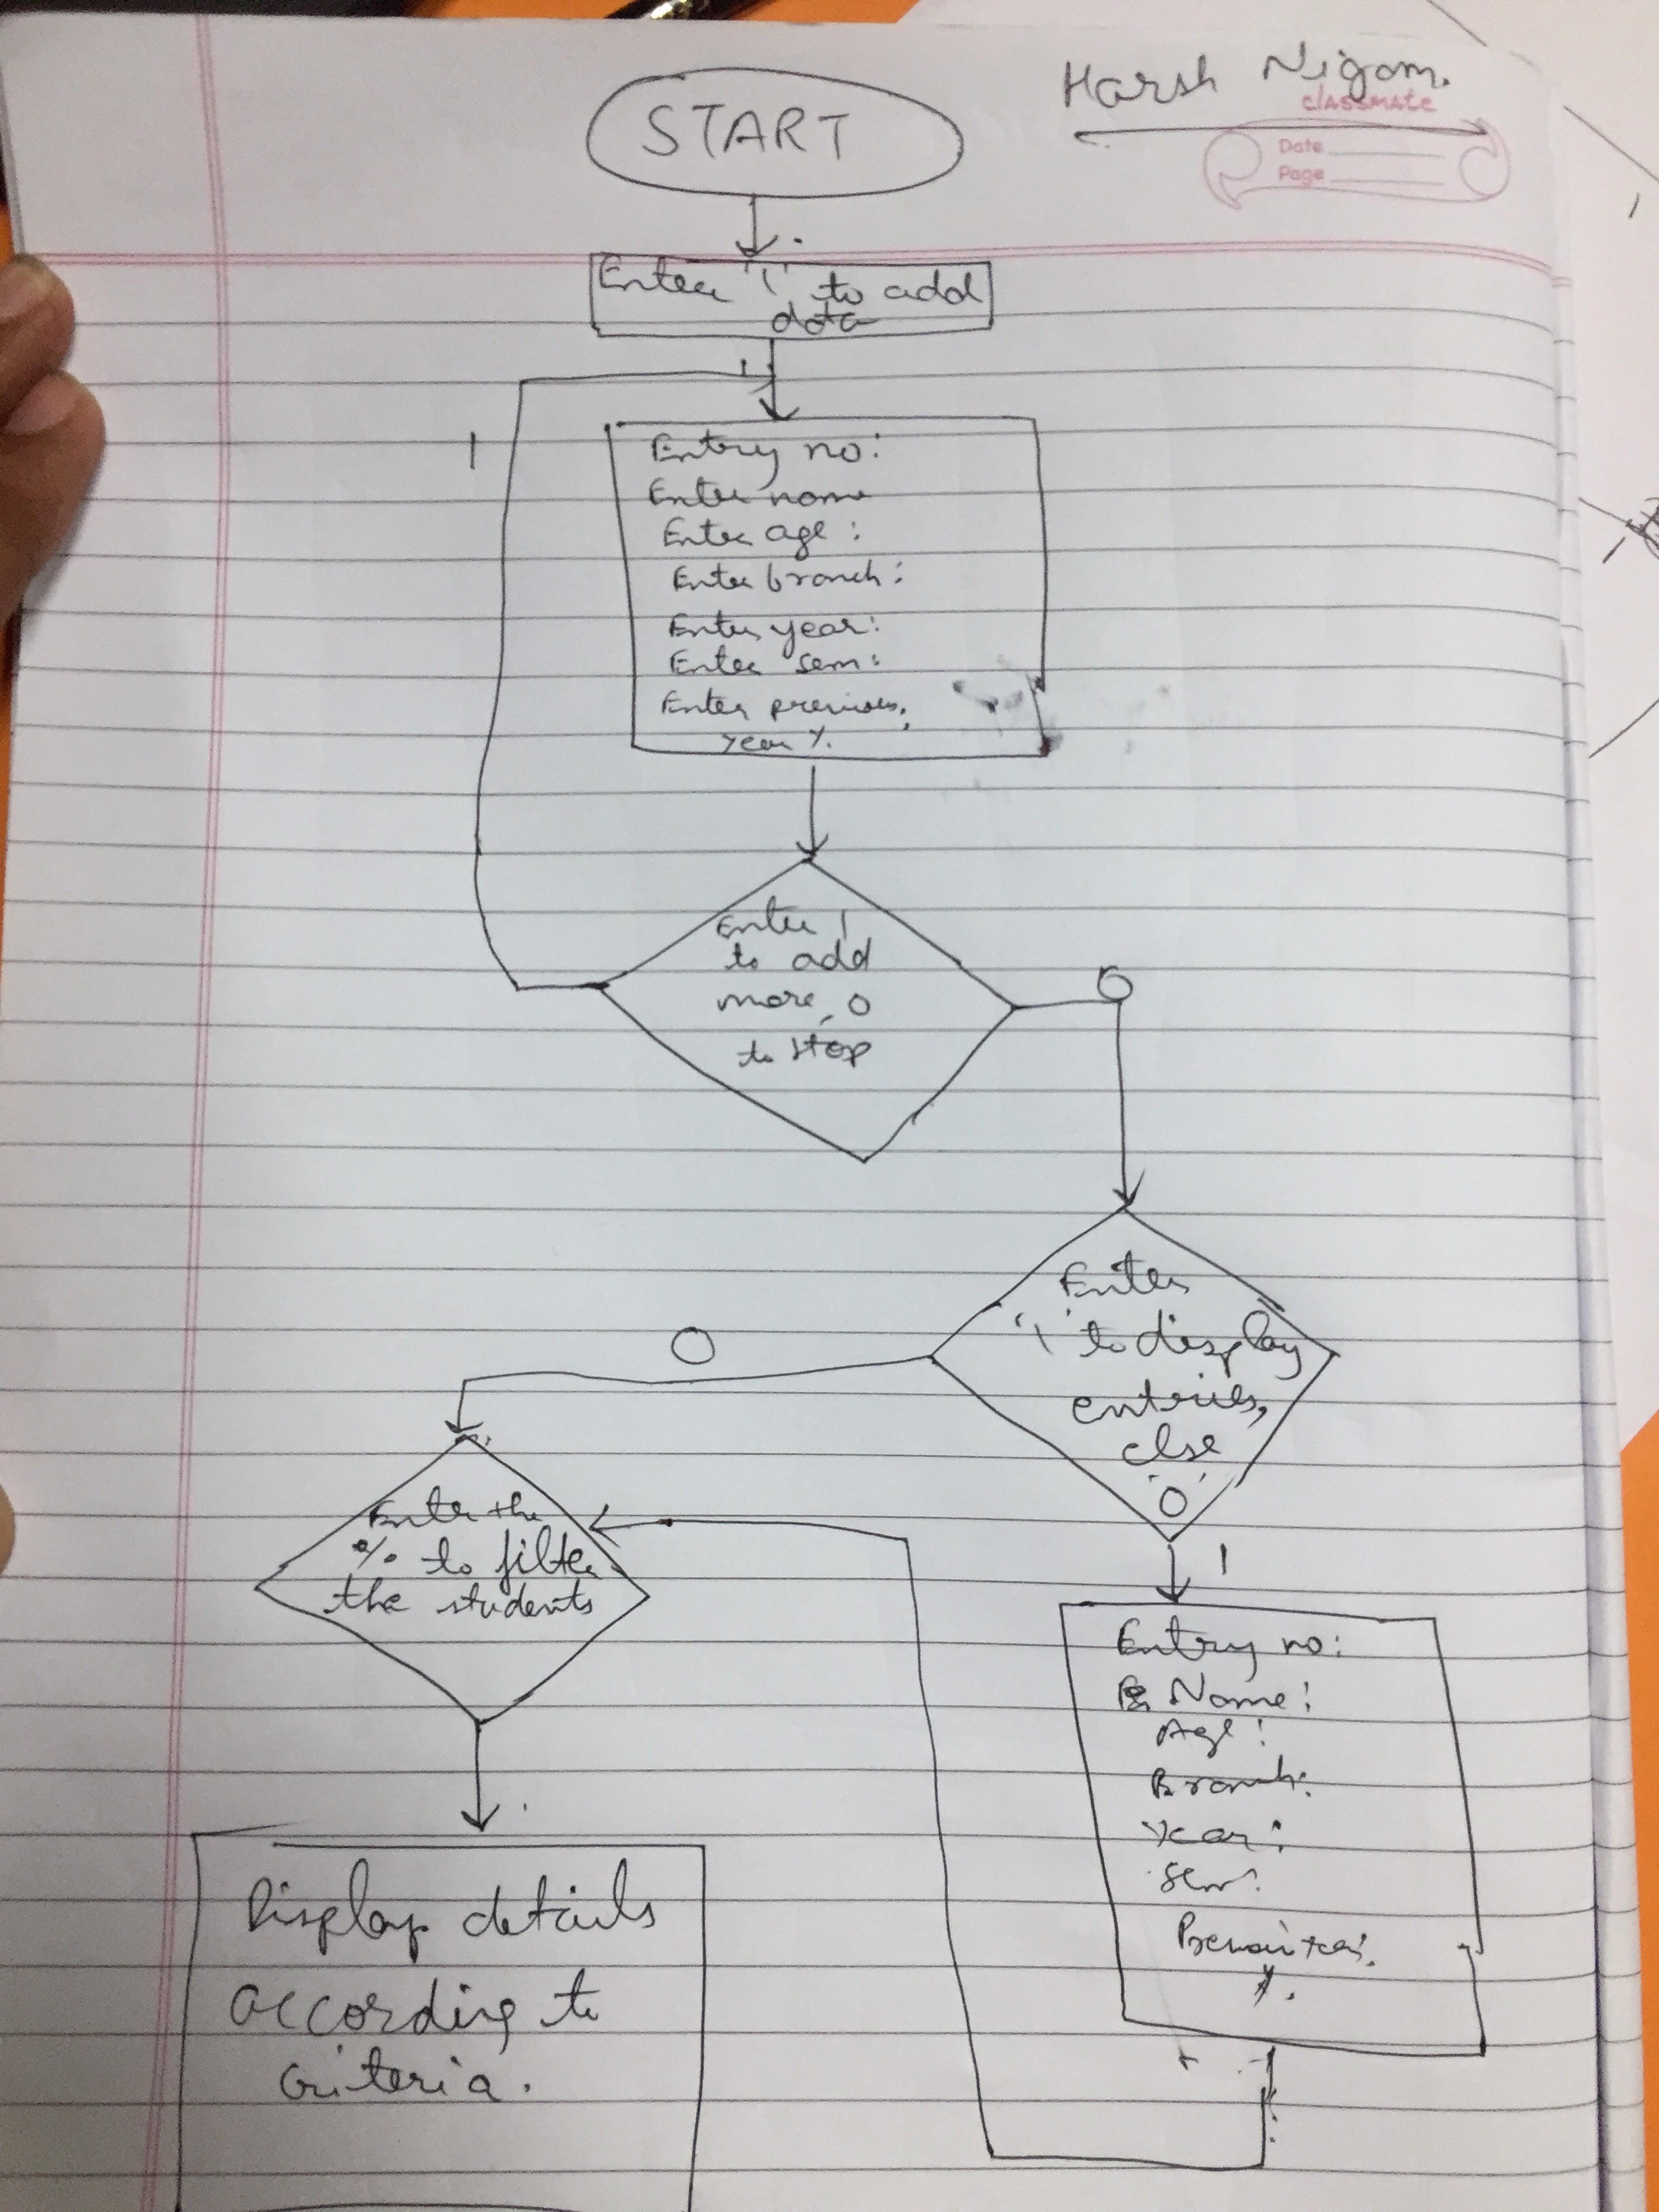 Harsh Nigam.
classmate
Date
Page
START
Enter '1' to add
data
1
Entry no:
Enter name
Enter age :
Enter branch:
Enter year:
Enter sem:
Enter previous
year %.
Enter 1
to add
more, 0
to stop
0
Enter
'1' to display
entries,
else
'0'
0
1
Enter the
% to filter
the students
Entry no:
Name:
Age:
Branch:
Year:
Sem:
%.
Display details
according to
criteria.